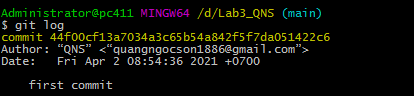 Administrator@pc411 MINGW64 /d/Lab3_QNS (main)
$ git log
commit 44f00cf13a7034a3c65b54a842f5f7da051422c6
Author: “QNS” <“quangngocson1886@gmail.com”>
Date:   Fri Apr 2 08:54:36 2021 +0700
    first commit